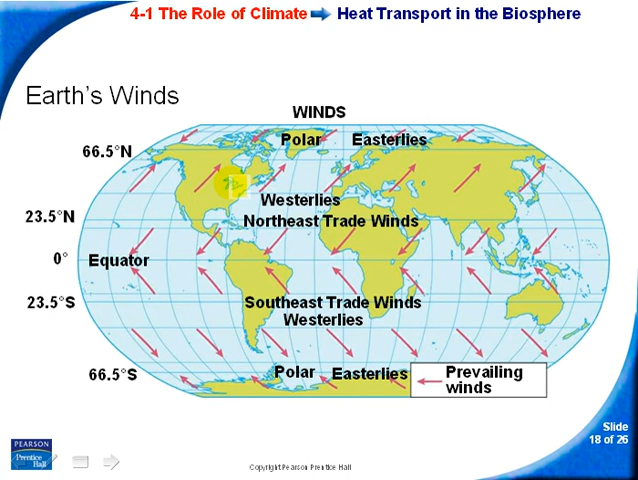 4-1 The Role of Climate Heat Transport in the Biosphere
Earth's Winds
WINDS
Polar Easterlies
66.5°N
Westerlies
23.5°N
Northeast Trade Winds
0° Equator
23.5°S
Southeast Trade Winds
Westerlies
66.5°S
Polar Easterlies
Prevailing
winds
Slide
18 of 26
PEARSON
Prentice
Hall
Copyright Pearson Prentice Hall